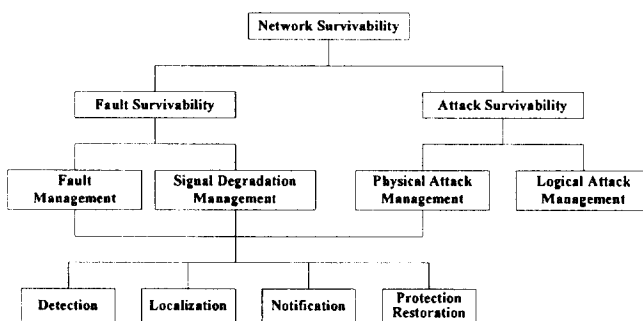 Network Survivability
Fault Survivability
Attack Survivability
Fault
Management
Signal Degradation
Management
Physical Attack
Management
Logical Attack
Management
Detection
Localization
Notification
Protection
Restoration